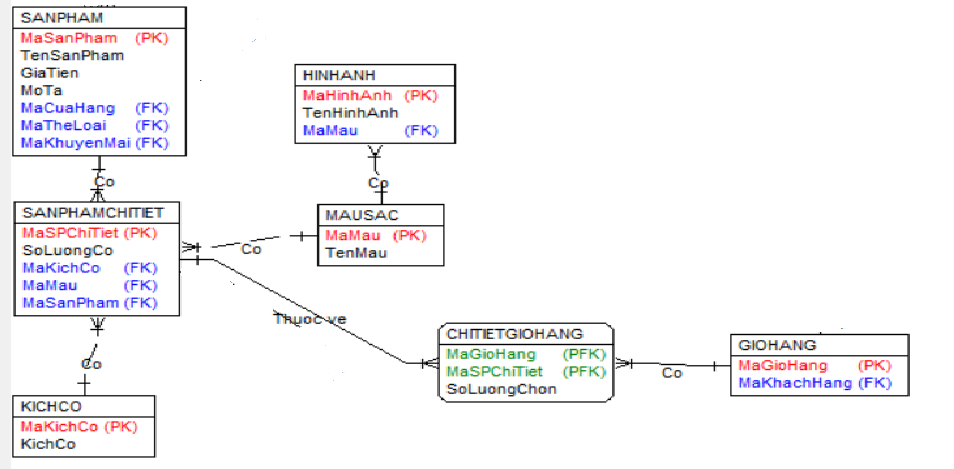 SANPHAM
MaSanPham (PK)
TenSanPham
GiaTien
MoTa
MaCuaHang (FK)
MaTheLoai (FK)
MaKhuyenMai (FK)
Co
HINHANH
MaHinhAnh (PK)
TenHinhAnh
MaMau (FK)
Co
SANPHAMCHITIET
MaSPChiTiet (PK)
SoLuongCo
MaKichCo (FK)
MaMau (FK)
MaSanPham (FK)
Co
MAUSAC
MaMau (PK)
TenMau
Thuoc ve
CHITIETGIOHANG
MaGioHang (PFK)
MaSPChiTiet (PFK)
SoLuongChon
Co
GIOHANG
MaGioHang (PK)
MaKhachHang (FK)
Co
KICHCO
MaKichCo (PK)
KichCo